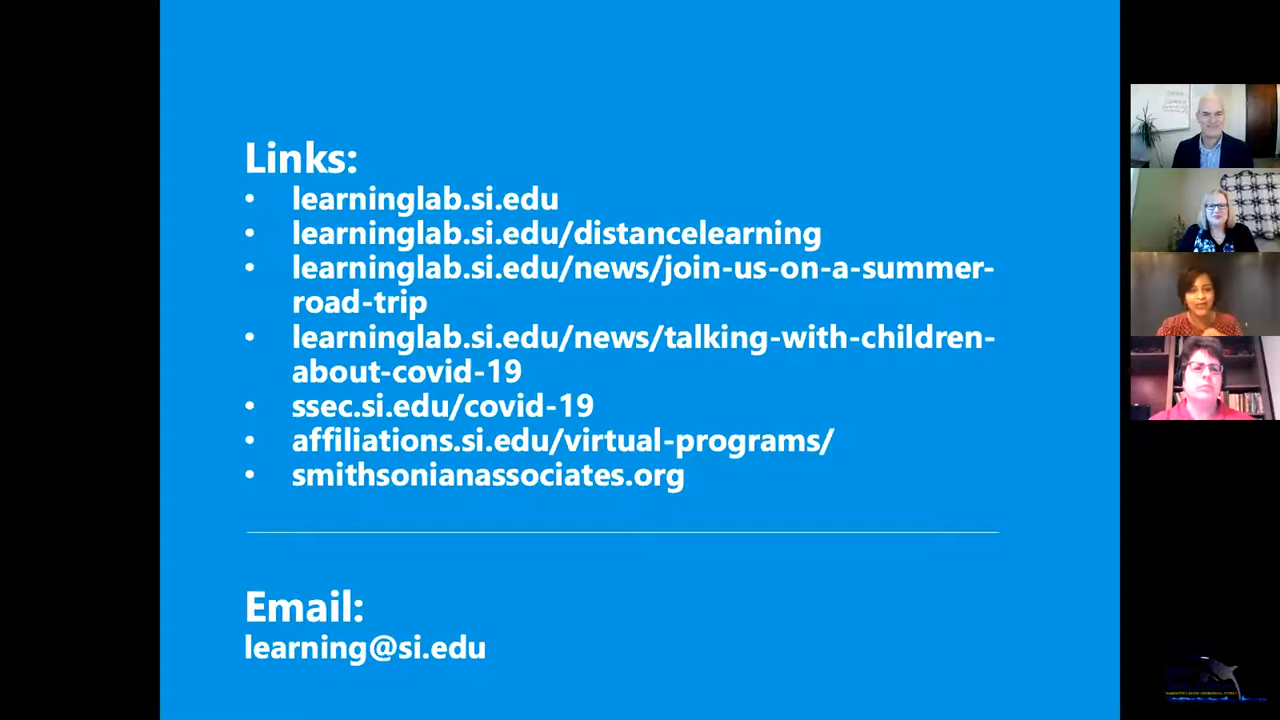 Links:
• learninglab.si.edu
• learninglab.si.edu/distancelearning
• learninglab.si.edu/news/join-us-on-a-summer-
road-trip
• learninglab.si.edu/news/talking-with-children-
about-covid-19
• ssec.si.edu/covid-19
• affiliations.si.edu/virtual-programs/
• smithsonianassociates.org
Email:
learning@si.edu